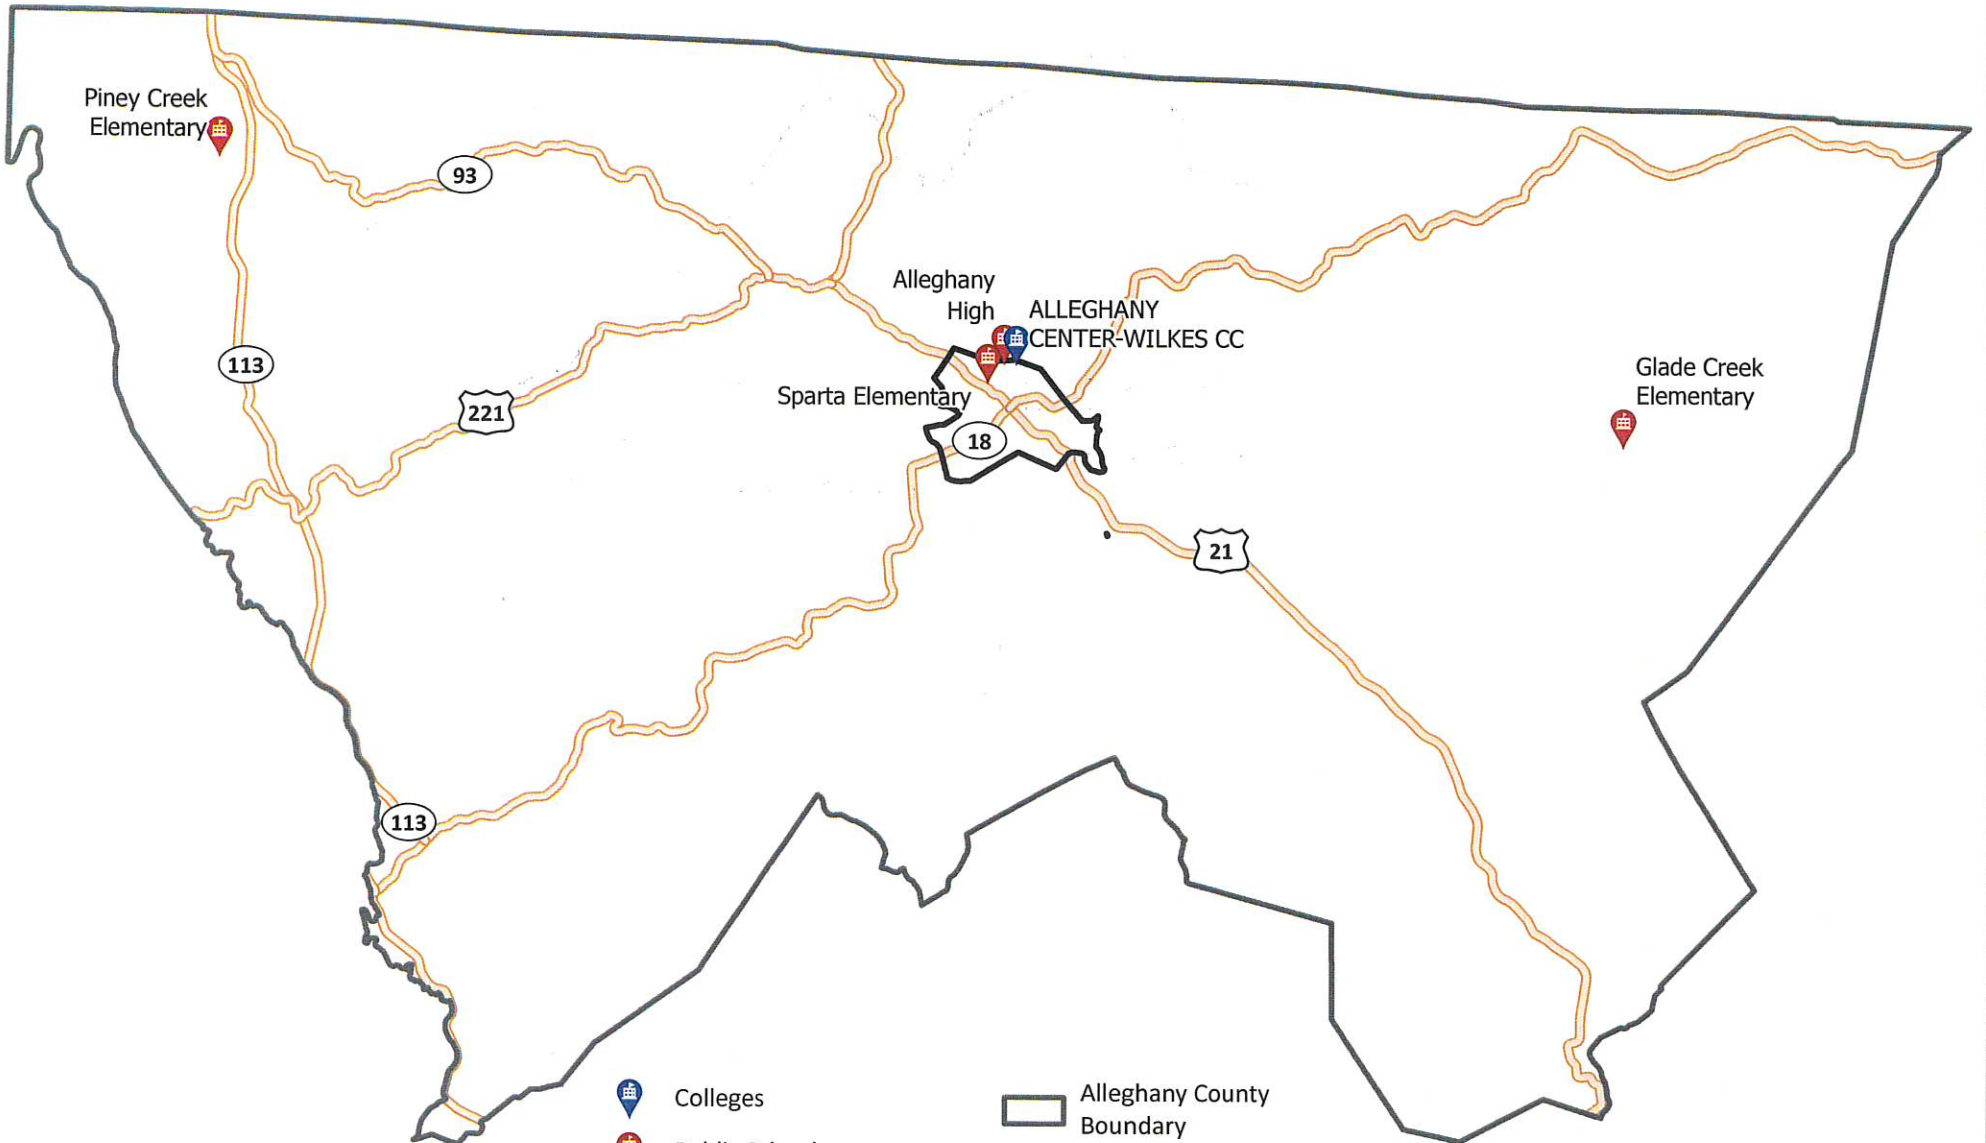 Piney Creek
Elementary
93
Alleghany
High
ALLEGHANY
CENTER-WILKES CC
113
Glade Creek
Elementary
Sparta Elementary
221
18
21
113
Colleges
Alleghany County
Boundary